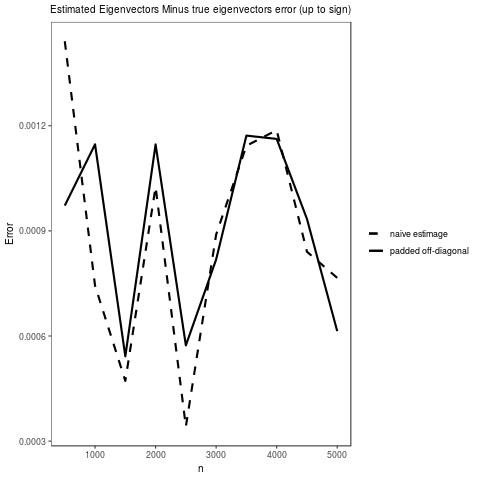 Estimated Eigenvectors Minus true eigenvectors error (up to sign)
0.0012
0.0009
0.0006
0.0003
Error
1000
2000
3000
4000
5000
n
naive estimage
padded off-diagonal